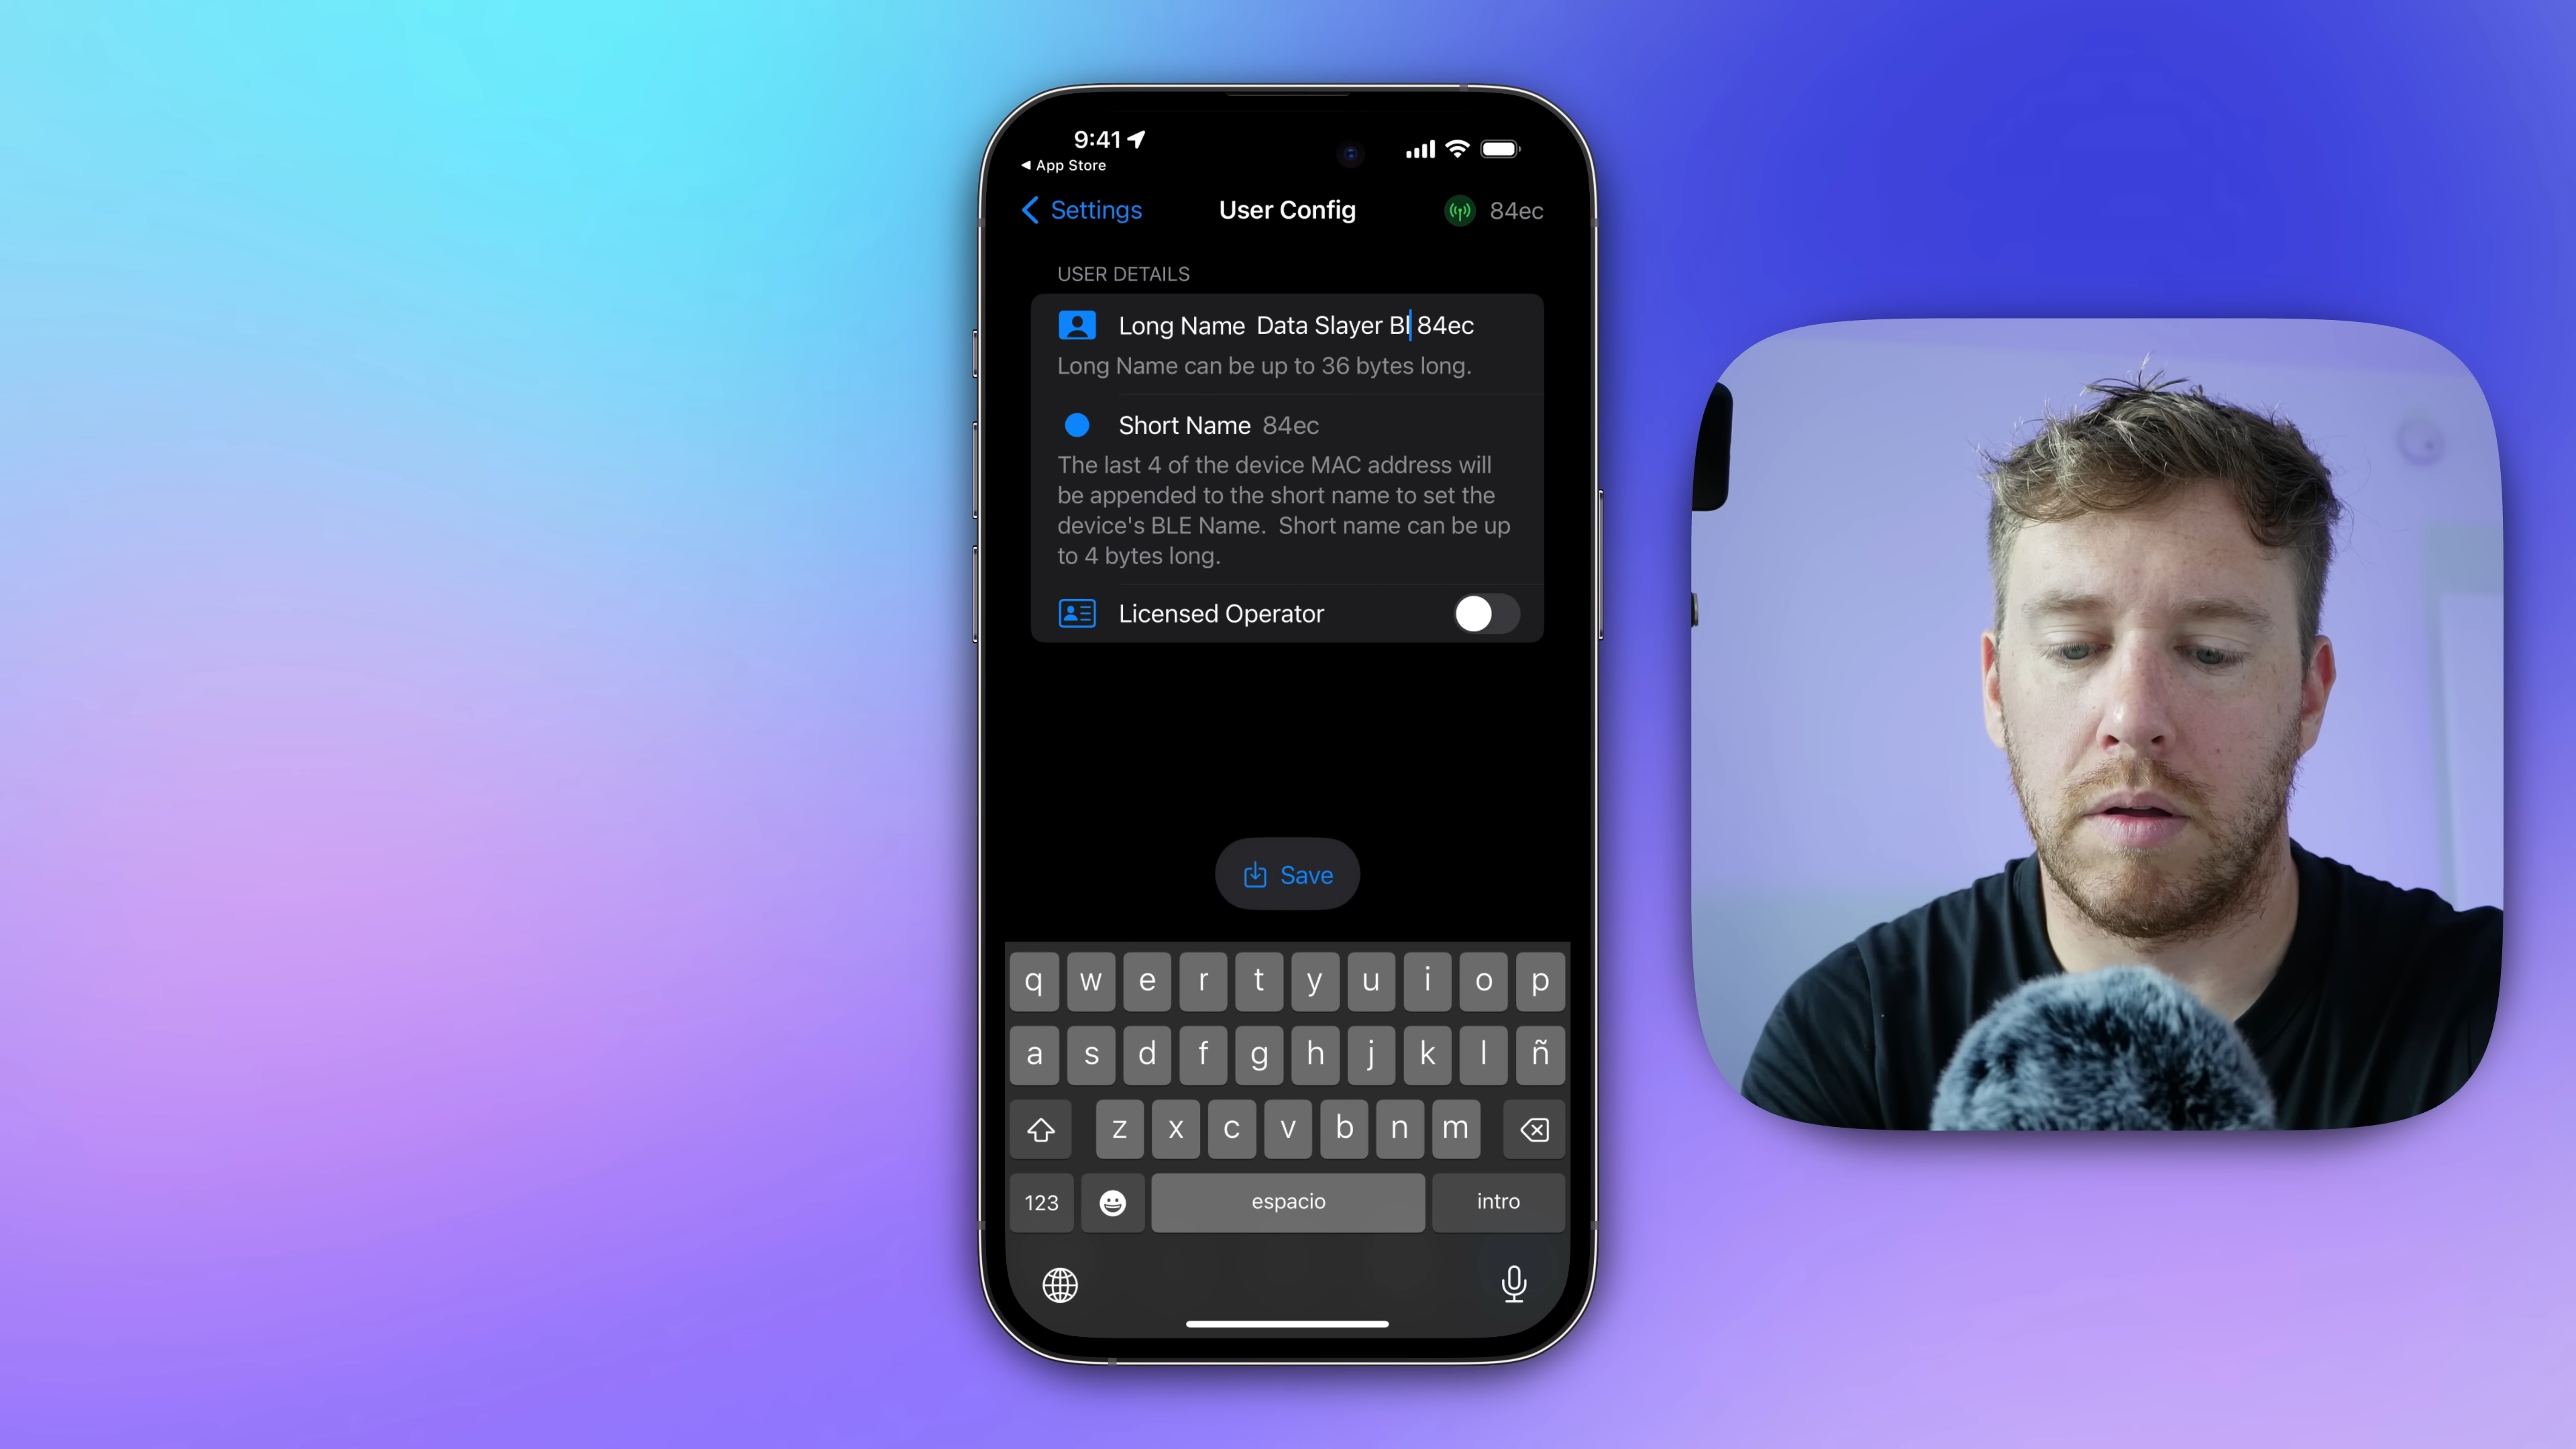 9:41
App Store
Settings
User Config
84ec
USER DETAILS
Long Name Data Slayer Bl 84ec
Long Name can be up to 36 bytes long.
Short Name 84ec
The last 4 of the device MAC address will
be appended to the short name to set the
device's BLE Name. Short name can be up
to 4 bytes long.
Licensed Operator
Save
q w e r t y u i o p
a s d f g h j k l ñ
z x c v b n m
123 espacio intro